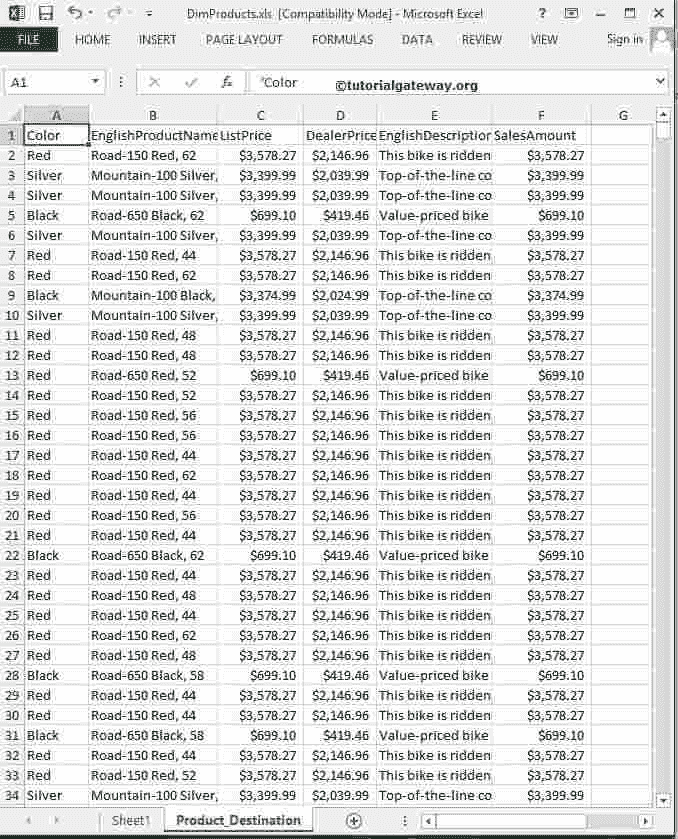 DimProducts.xls [Compatibility Mode] - Microsoft Excel
FILE HOME INSERT PAGE LAYOUT FORMULAS DATA REVIEW VIEW Sign in
A1 fx 'Color ©tutorialgateway.org
A B C D E F G
1 Color EnglishProductName ListPrice DealerPrice EnglishDescription SalesAmount
2 Red Road-150 Red, 62 $3,578.27 $2,146.96 This bike is ridden $3,578.27
3 Silver Mountain-100 Silver, $3,399.99 $2,039.99 Top-of-the-line co $3,399.99
4 Silver Mountain-100 Silver, $3,399.99 $2,039.99 Top-of-the-line co $3,399.99
5 Black Road-650 Black, 62 $699.10 $419.46 Value-priced bike $699.10
6 Silver Mountain-100 Silver, $3,399.99 $2,039.99 Top-of-the-line co $3,399.99
7 Red Road-150 Red, 44 $3,578.27 $2,146.96 This bike is ridden $3,578.27
8 Red Road-150 Red, 62 $3,578.27 $2,146.96 This bike is ridden $3,578.27
9 Black Mountain-100 Black, $3,374.99 $2,024.99 Top-of-the-line co $3,374.99
10 Silver Mountain-100 Silver, $3,399.99 $2,039.99 Top-of-the-line co $3,399.99
11 Red Road-150 Red, 48 $3,578.27 $2,146.96 This bike is ridden $3,578.27
12 Red Road-150 Red, 48 $3,578.27 $2,146.96 This bike is ridden $3,578.27
13 Red Road-650 Red, 52 $699.10 $419.46 Value-priced bike $699.10
14 Red Road-150 Red, 52 $3,578.27 $2,146.96 This bike is ridden $3,578.27
15 Red Road-150 Red, 56 $3,578.27 $2,146.96 This bike is ridden $3,578.27
16 Red Road-150 Red, 56 $3,578.27 $2,146.96 This bike is ridden $3,578.27
17 Red Road-150 Red, 44 $3,578.27 $2,146.96 This bike is ridden $3,578.27
18 Red Road-150 Red, 62 $3,578.27 $2,146.96 This bike is ridden $3,578.27
19 Red Road-150 Red, 44 $3,578.27 $2,146.96 This bike is ridden $3,578.27
20 Red Road-150 Red, 56 $3,578.27 $2,146.96 This bike is ridden $3,578.27
21 Red Road-150 Red, 44 $3,578.27 $2,146.96 This bike is ridden $3,578.27
22 Black Road-650 Black, 62 $699.10 $419.46 Value-priced bike $699.10
23 Red Road-150 Red, 44 $3,578.27 $2,146.96 This bike is ridden $3,578.27
24 Red Road-150 Red, 48 $3,578.27 $2,146.96 This bike is ridden $3,578.27
25 Red Road-150 Red, 44 $3,578.27 $2,146.96 This bike is ridden $3,578.27
26 Red Road-150 Red, 62 $3,578.27 $2,146.96 This bike is ridden $3,578.27
27 Red Road-150 Red, 48 $3,578.27 $2,146.96 This bike is ridden $3,578.27
28 Black Road-650 Black, 58 $699.10 $419.46 Value-priced bike $699.10
29 Red Road-150 Red, 44 $3,578.27 $2,146.96 This bike is ridden $3,578.27
30 Red Road-150 Red, 44 $3,578.27 $2,146.96 This bike is ridden $3,578.27
31 Black Road-650 Black, 58 $699.10 $419.46 Value-priced bike $699.10
32 Red Road-150 Red, 44 $3,578.27 $2,146.96 This bike is ridden $3,578.27
33 Red Road-150 Red, 52 $3,578.27 $2,146.96 This bike is ridden $3,578.27
34 Silver Mountain-100 Silver, $3,399.99 $2,039.99 Top-of-the-line co $3,399.99
Sheet1 Product_Destination